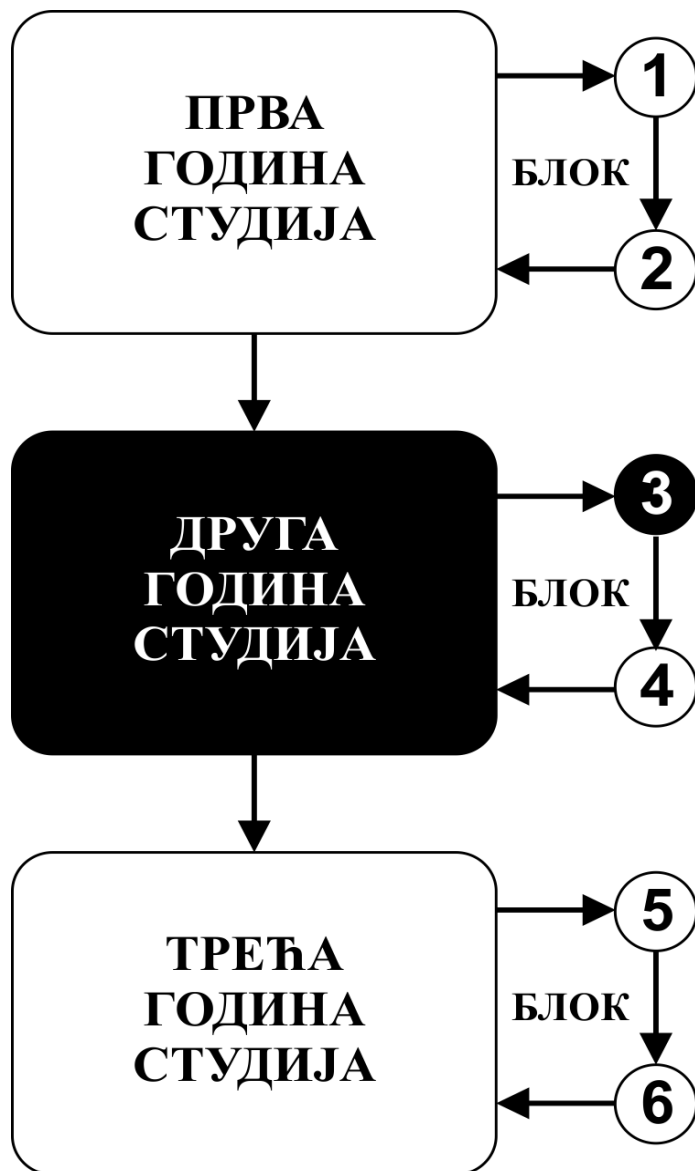 ПРВА
ГОДИНА
СТУДИЈА
1
БЛОК
2
ДРУГА
ГОДИНА
СТУДИЈА
3
БЛОК
4
ТРЕЋА
ГОДИНА
СТУДИЈА
5
БЛОК
6